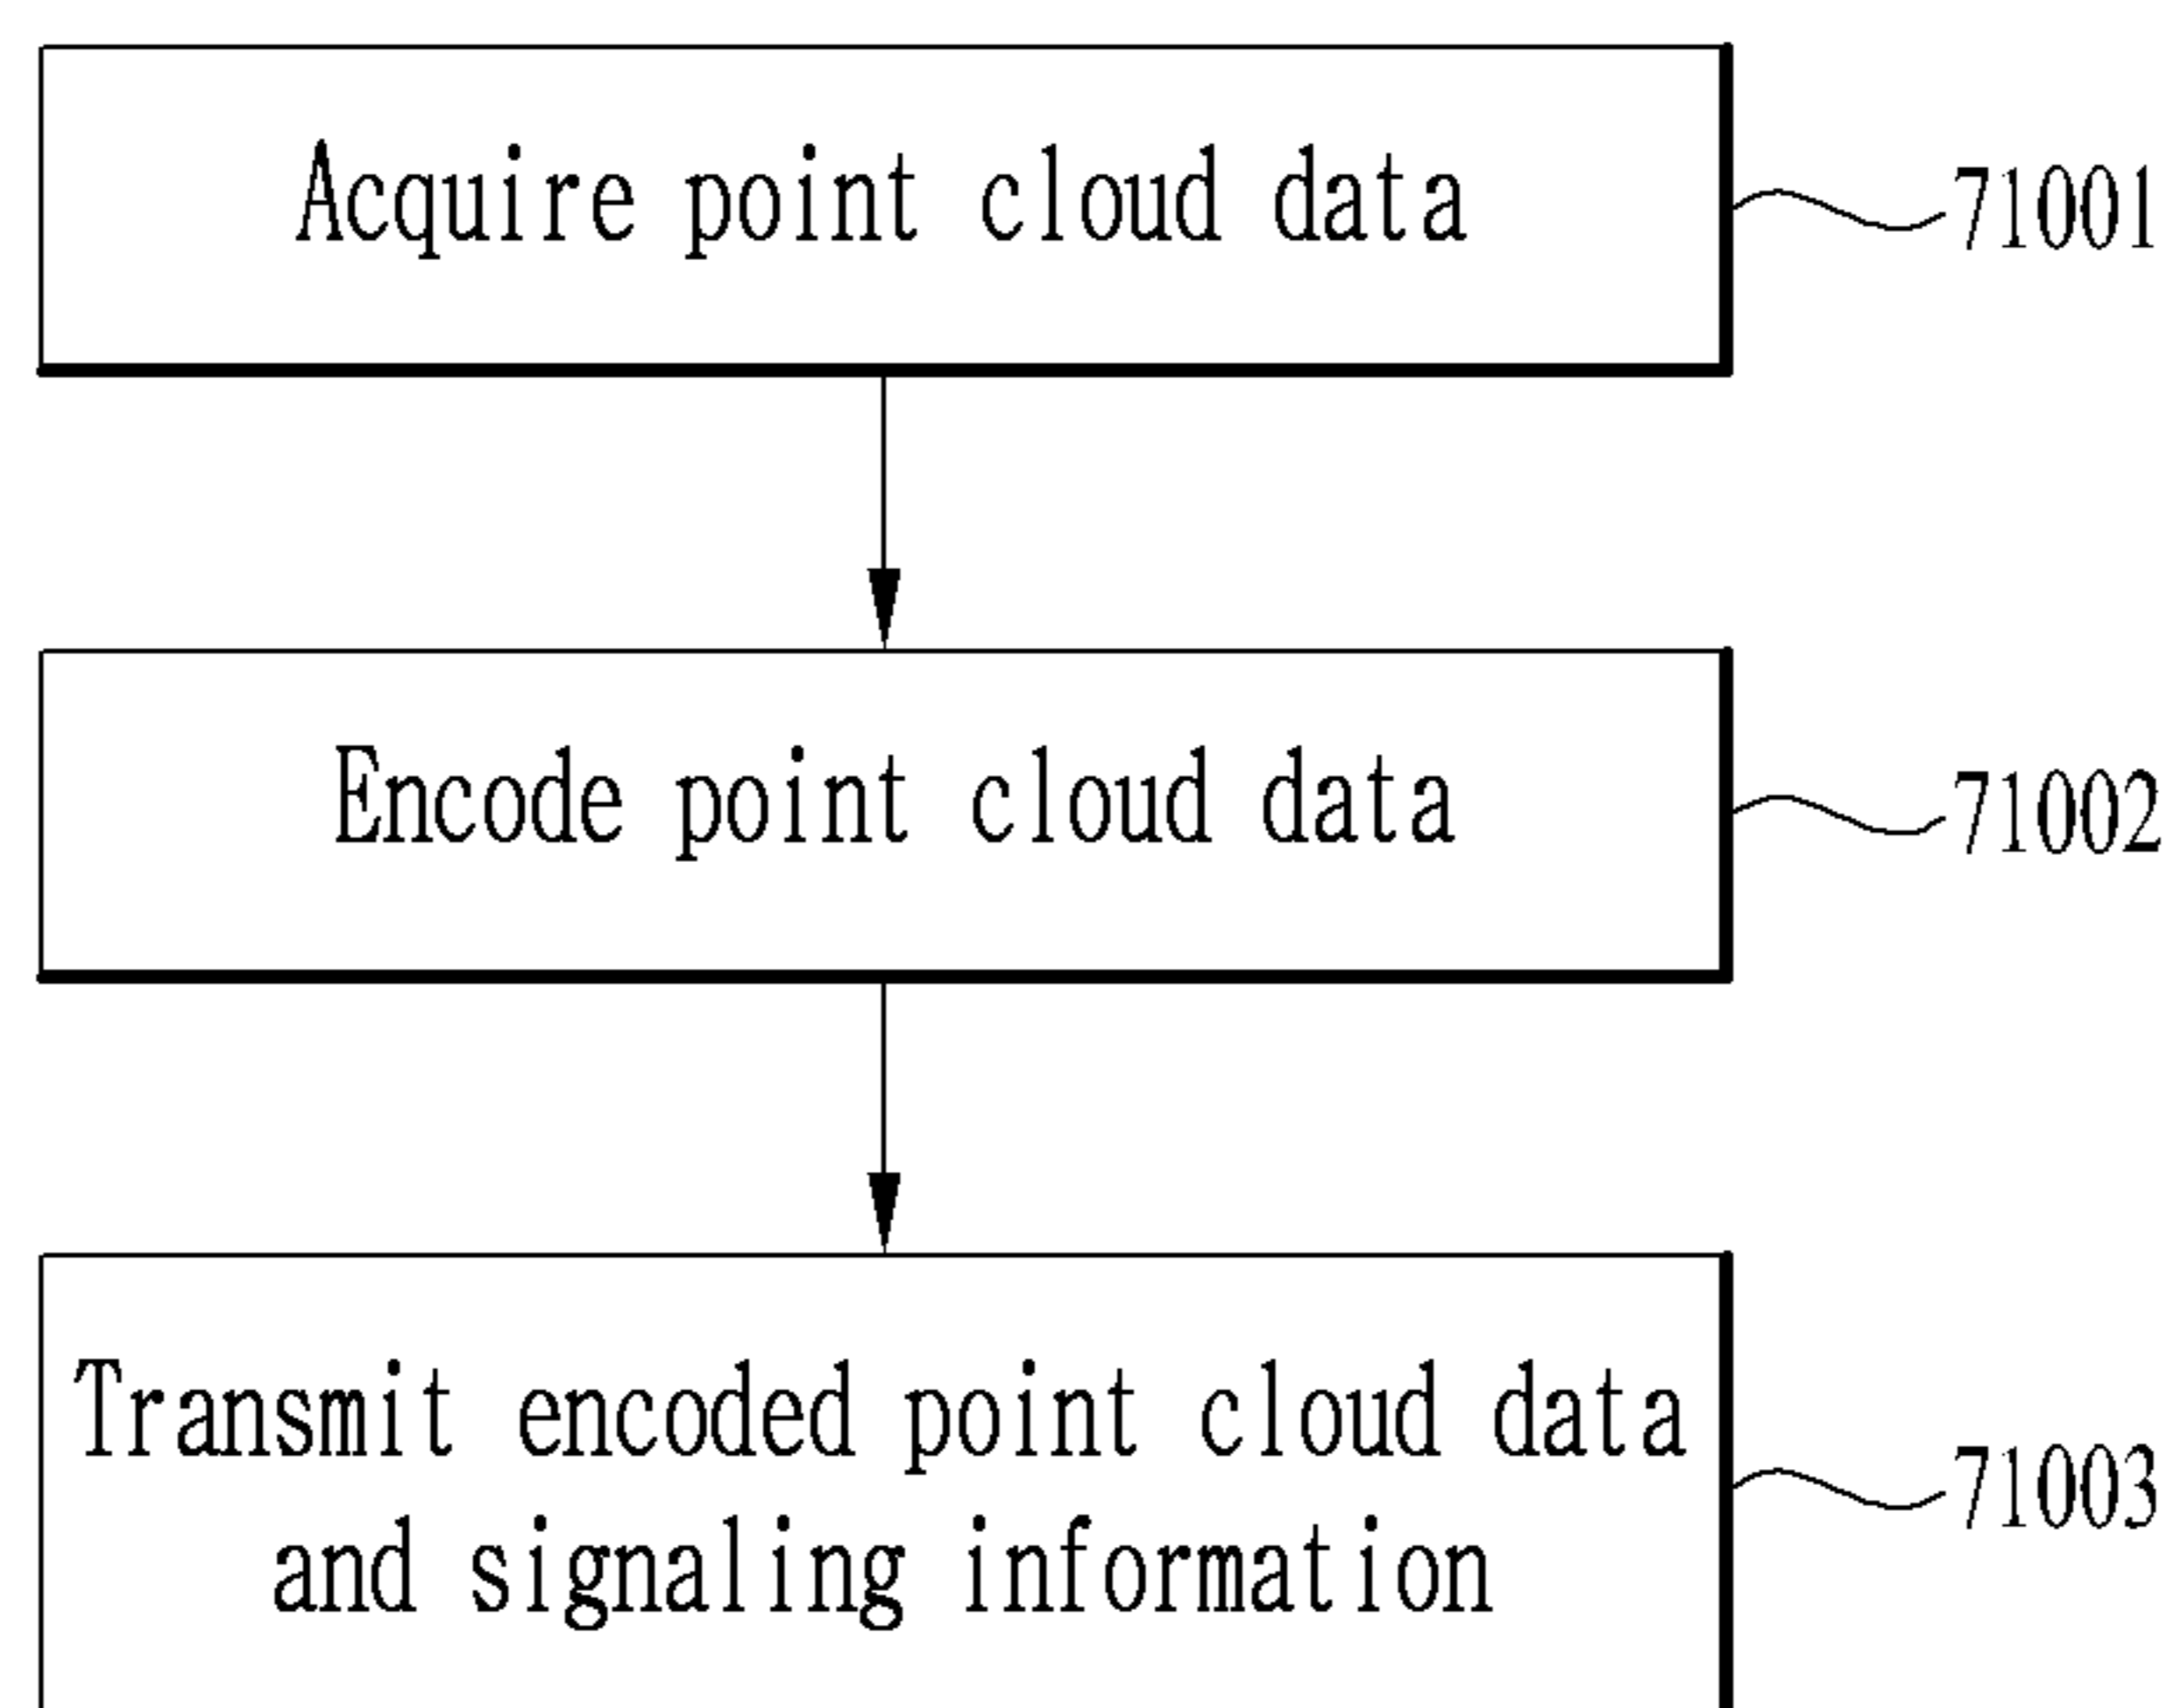 Acquire point cloud data
71001
Encode point cloud data
71002
Transmit encoded point cloud data
and signaling information
71003